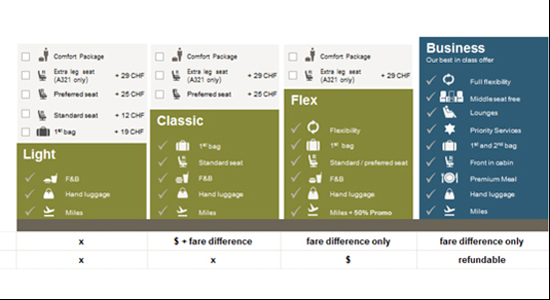 Comfort Package
Extra leg seat
(A321 only)
+ 29 CHF
Preferred seat
+ 25 CHF
Standard seat
+ 12 CHF
1st bag
+ 19 CHF
Light
F&B
Hand luggage
Miles
Comfort Package
Extra leg seat
(A321 only)
+ 29 CHF
Preferred seat
+ 25 CHF
Classic
1st bag
Standard seat
F&B
Hand luggage
Miles
Comfort Package
Extra leg seat
(A321 only)
+ 29 CHF
Flex
Flexibility
1st bag
Standard / preferred seat
F&B
Hand luggage
Miles + 50% Promo
Business
Our best in class offer
Full flexibility
Middle seat free
Lounges
Priority Services
1st and 2nd bag
Front in cabin
Premium Meal
Hand luggage
Miles
x
$ + fare difference
fare difference only
fare difference only
x
x
$
refundable